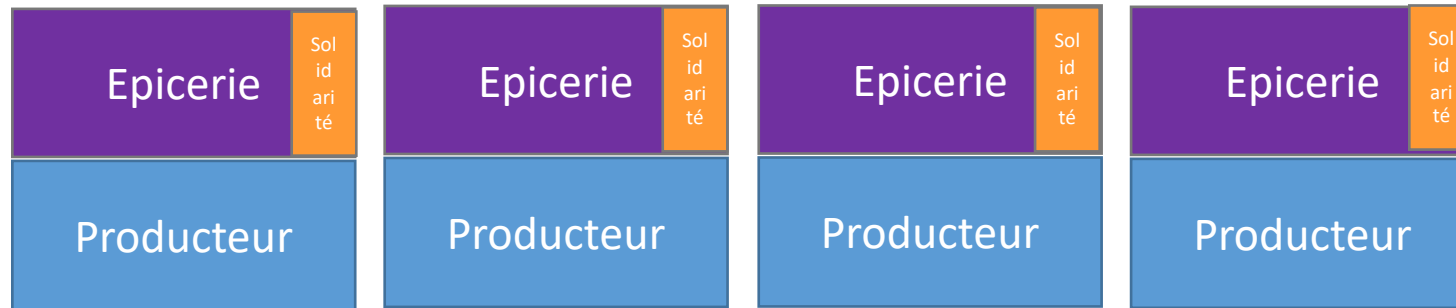 Epicerie
Sol
id
ari
té
Producteur
Epicerie
Sol
id
ari
té
Producteur
Epicerie
Sol
id
ari
té
Producteur
Epicerie
Sol
id
ari
té
Producteur